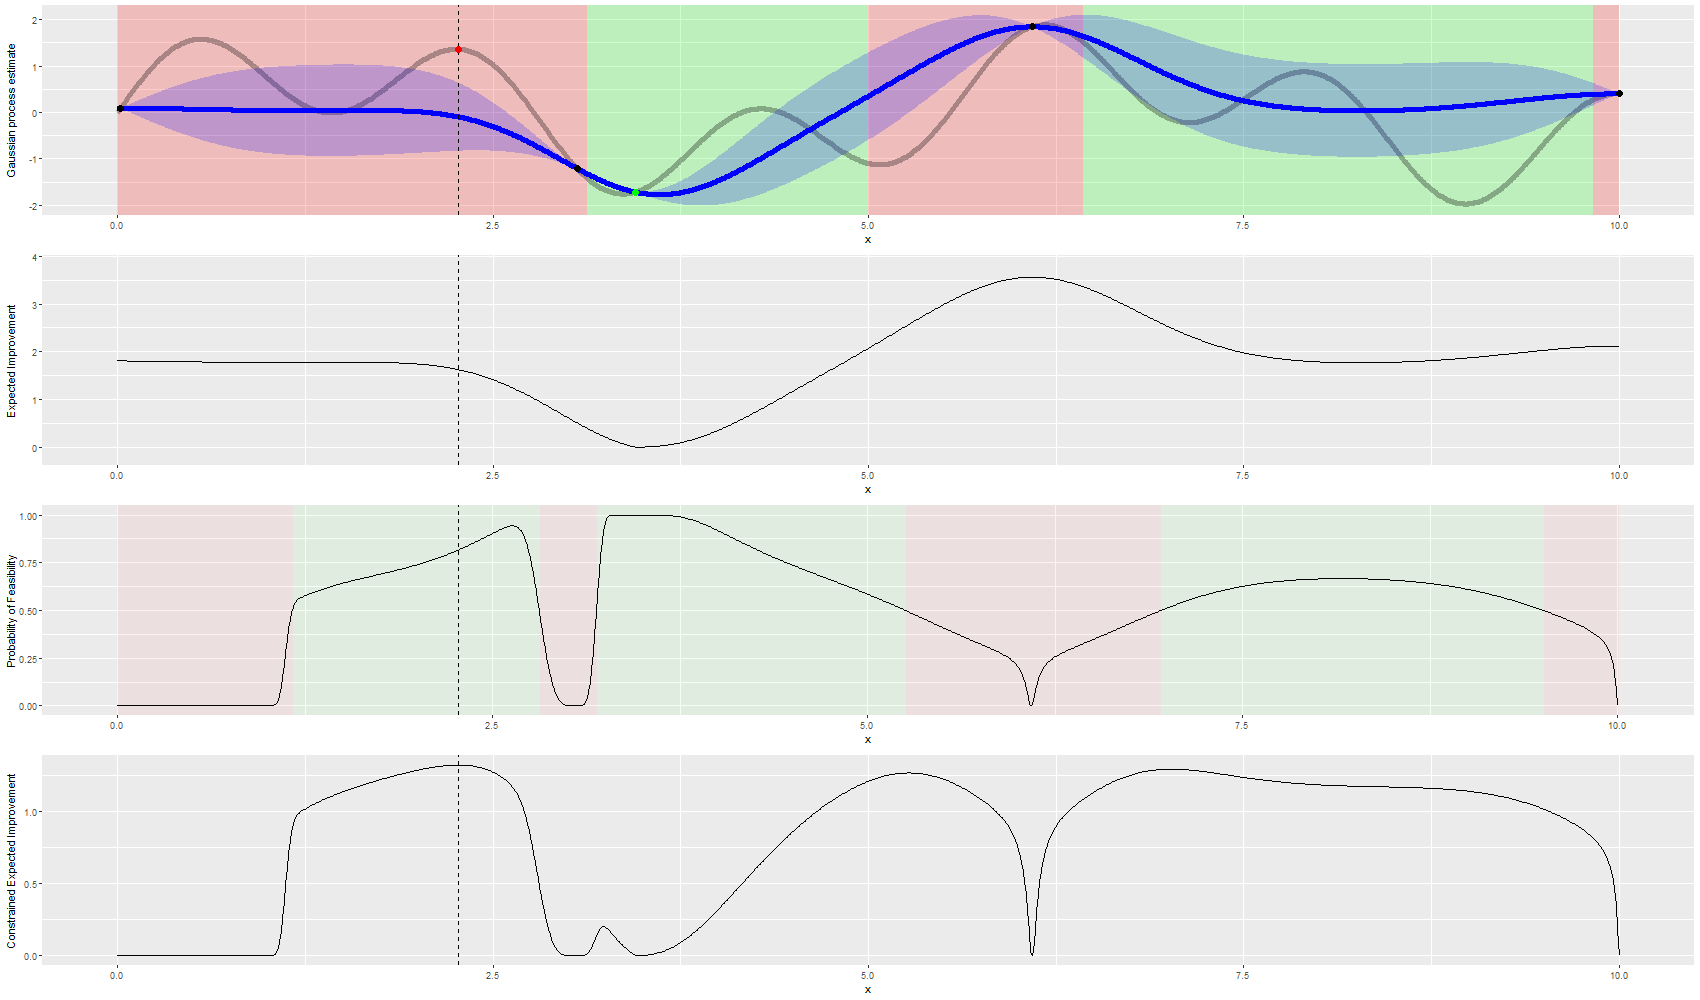 Gaussian process estimate
2
1
0
-1
-2
0.0 2.5 5.0 7.5 10.0
x
Expected Improvement
4
3
2
1
0
0.0 2.5 5.0 7.5 10.0
x
Probability of Feasibility
1.00
0.75
0.50
0.25
0.00
0.0 2.5 5.0 7.5 10.0
x
Constrained Expected Improvement
1.0
0.5
0.0
0.0 2.5 5.0 7.5 10.0
x